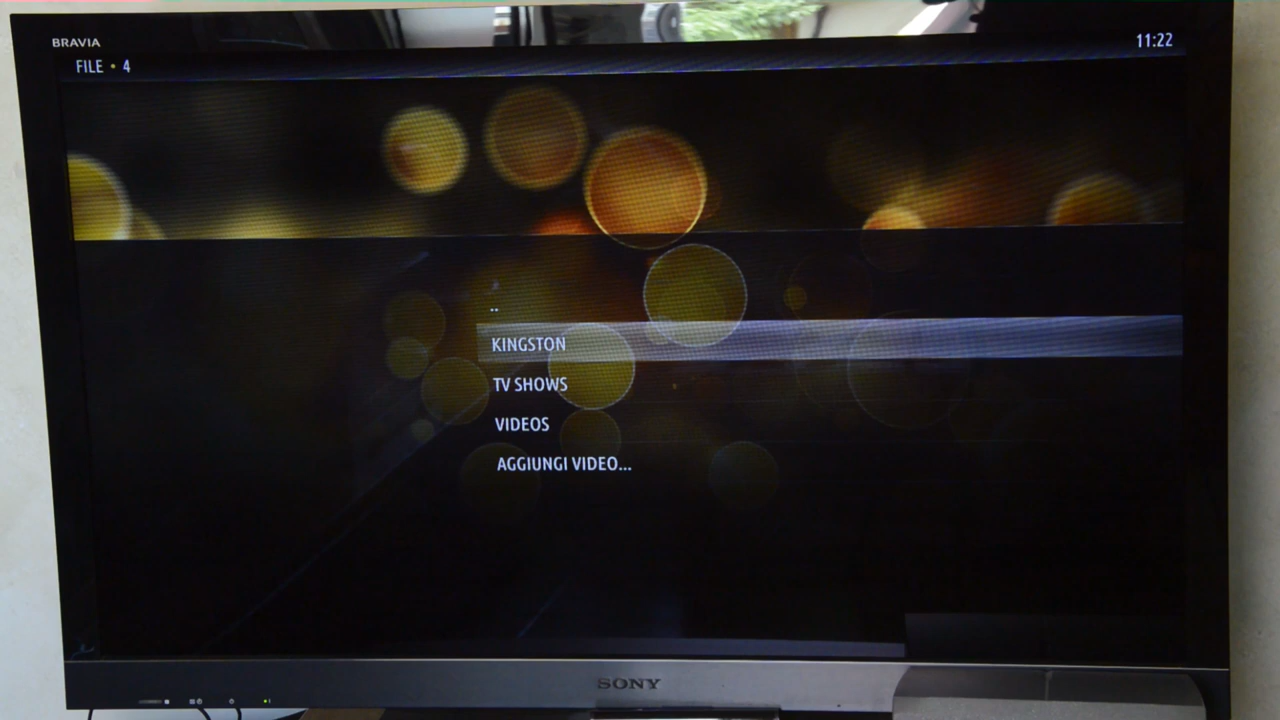 BRAVIA
11:22
FILE • 4
..
KINGSTON
TV SHOWS
VIDEOS
AGGIUNGI VIDEO...
SONY